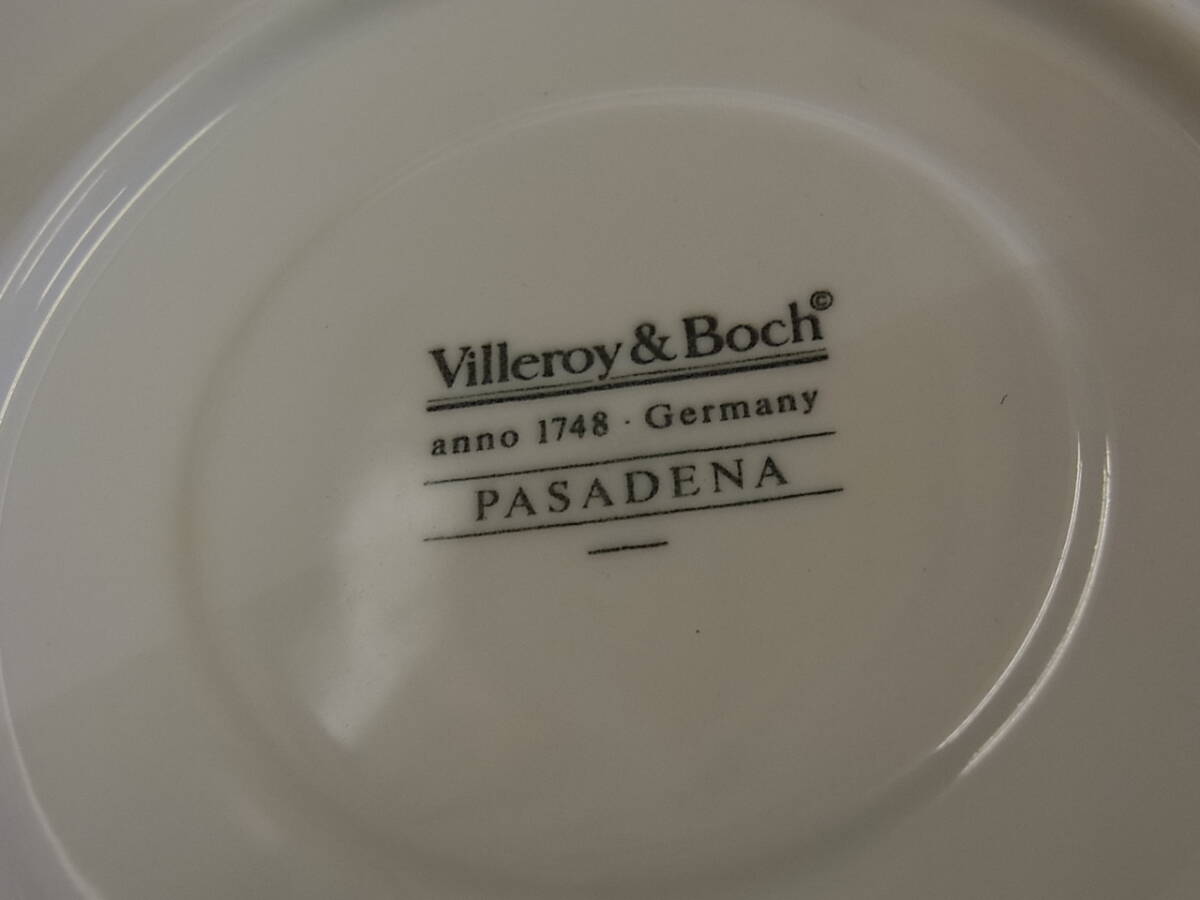 Villeroy & Boch©
anno 1748 · Germany
PASADENA